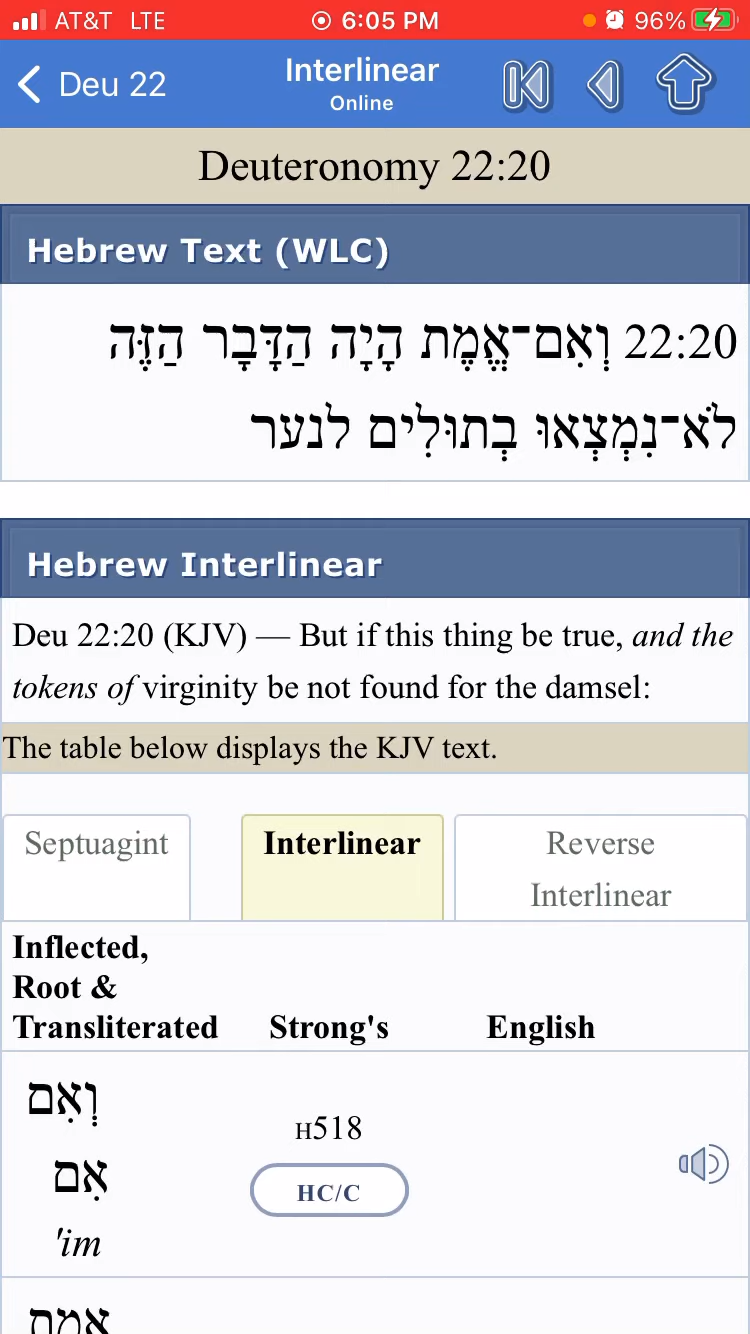 AT&T LTE 6:05 PM 96%
Deu 22 Interlinear
Online
Deuteronomy 22:20
Hebrew Text (WLC)
22:20 וְאִם־אֱמֶת הָיָה הַדָּבָר הַזֶּה
לֹא־נִמְצְאוּ בְתוּלִים לנער
Hebrew Interlinear
Deu 22:20 (KJV) — But if this thing be true, and the
tokens of virginity be not found for the damsel:
The table below displays the KJV text.
Septuagint Interlinear Reverse
Interlinear
Inflected,
Root &
Transliterated Strong's English
וְאִם
H518
אִם
HC/C
'im